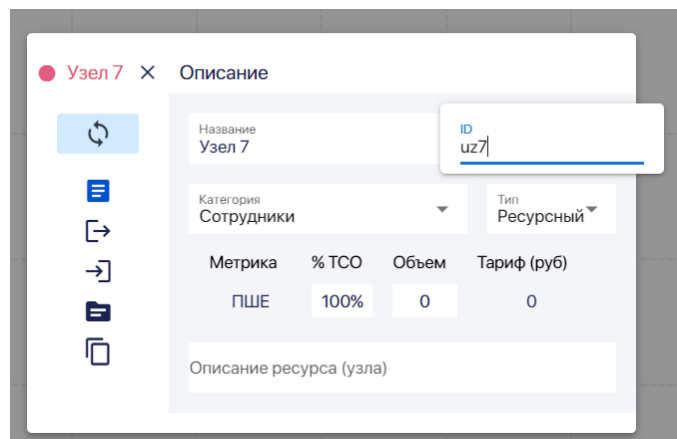 Узел 7
Описание
Название
Узел 7
ID
uz7
Категория
Сотрудники
Тип
Ресурсный
Метрика % TCO Объем Тариф (руб)
ПШЕ 100% 0 0
Описание ресурса (узла)